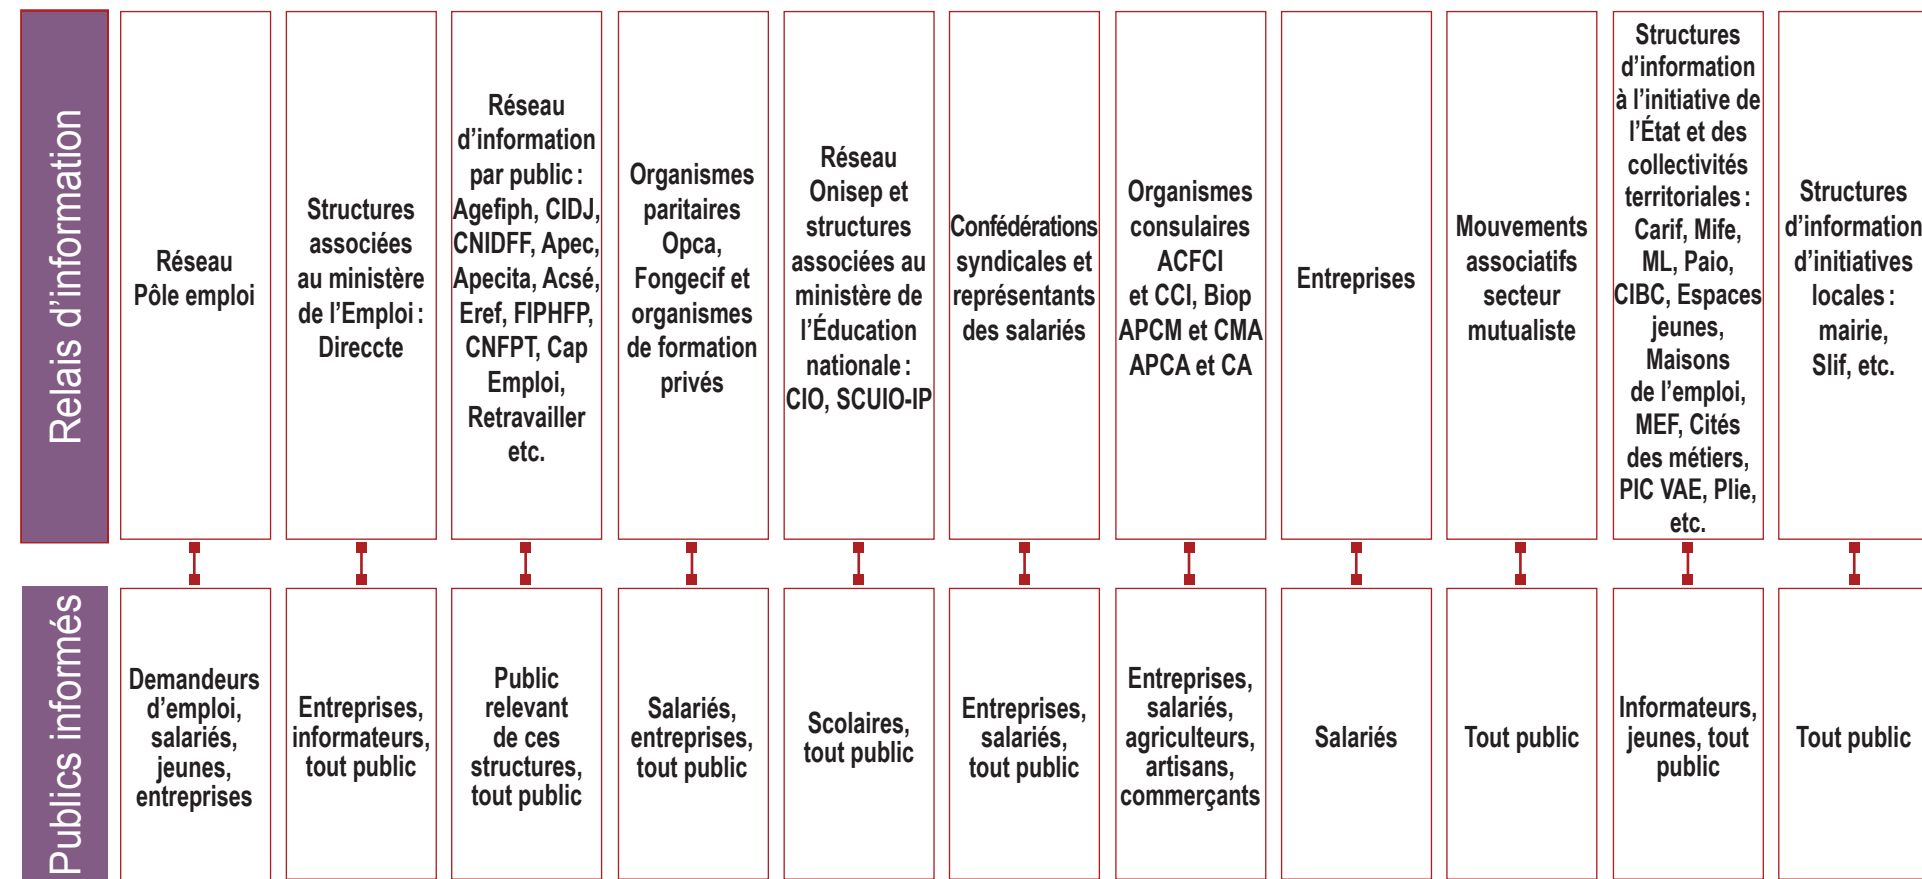 Relais d’information
Réseau
Pôle emploi
Structures
associées
au ministère
de l’Emploi :
Direccte
Réseau
d’information
par public :
Agefiph, CIDJ,
CNIDFF, Apec,
Apecita, Acsé,
Eref, FIPHFP,
CNFPT, Cap
Emploi,
Retravailler
etc.
Organismes
paritaires
Opca,
Fongecif et
organismes
de formation
privés
Réseau
Onisep et
structures
associées au
ministère de
l’Éducation
nationale :
CIO, SCUIO-IP
Confédérations
syndicales et
représentants
des salariés
Organismes
consulaires
ACFCI
et CCI, Biop
APCM et CMA
APCA et CA
Entreprises
Mouvements
associatifs
secteur
mutualiste
Structures
d’information
à l’initiative de
l’État et des
collectivités
territoriales :
Carif, Mife,
ML, Paio,
CIBC, Espaces
jeunes,
Maisons
de l’emploi,
MEF, Cités
des métiers,
PIC VAE, Plie,
etc.
Structures
d’information
d’initiatives
locales :
mairie,
Slif, etc.
Publics informés
Demandeurs
d’emploi,
salariés,
jeunes,
entreprises
Entreprises,
informateurs,
tout public
Public
relevant
de ces
structures,
tout public
Salariés,
entreprises,
tout public
Scolaires,
tout public
Entreprises,
salariés,
tout public
Entreprises,
salariés,
agriculteurs,
artisans,
commerçants
Salariés
Tout public
Informateurs,
jeunes, tout
public
Tout public